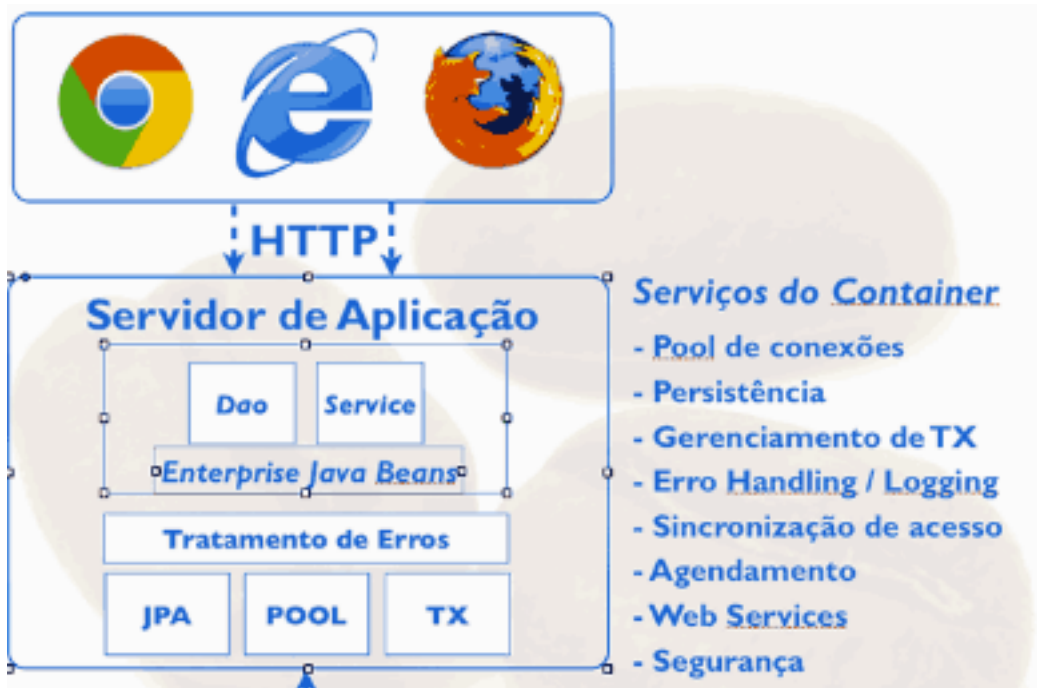 HTTP
Servidor de Aplicação
Dao
Service
Enterprise Java Beans
Tratamento de Erros
JPA
POOL
TX
Serviços do Container
- Pool de conexões
- Persistência
- Gerenciamento de TX
- Erro Handling / Logging
- Sincronização de acesso
- Agendamento
- Web Services
- Segurança